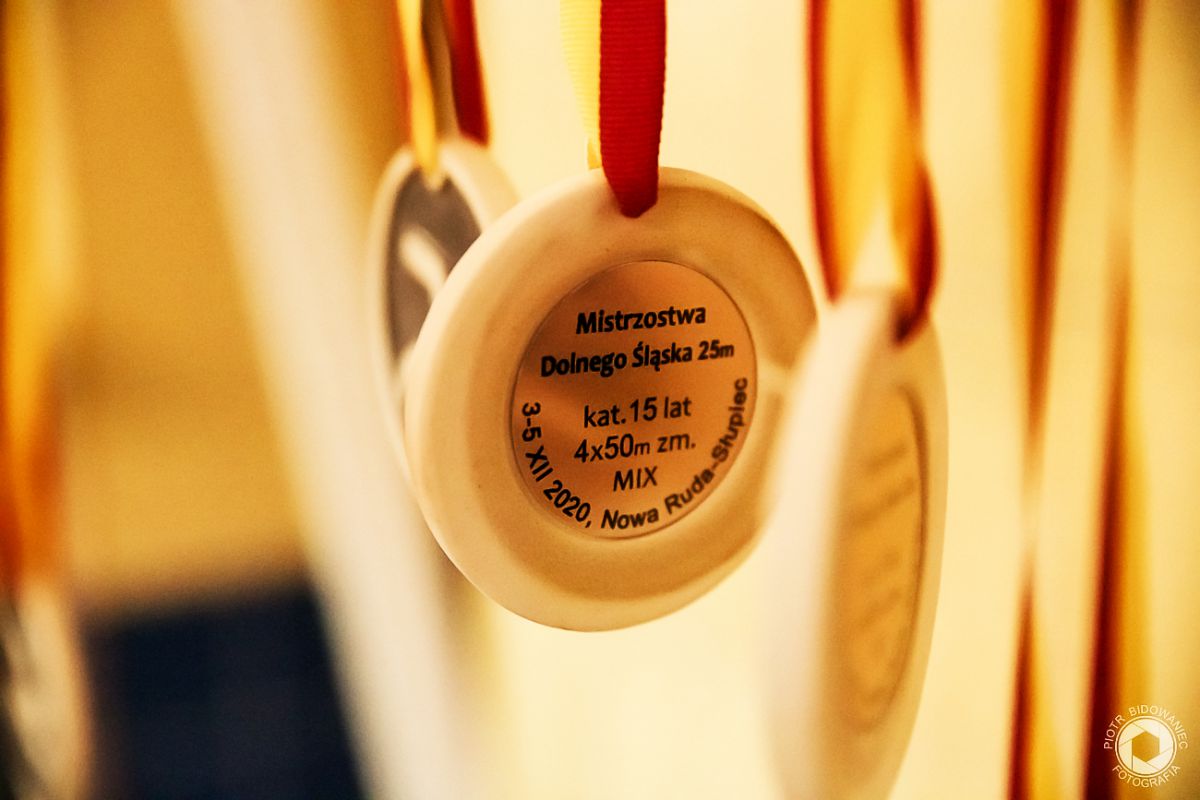 Mistrzostwa
Dolnego Śląska 25m
kat. 15 lat
4x50m zm.
MIX
3-5 XII 2020, Nowa Ruda-Słupiec
PIOTR BIDOWANIEC
FOTOGRAFIA